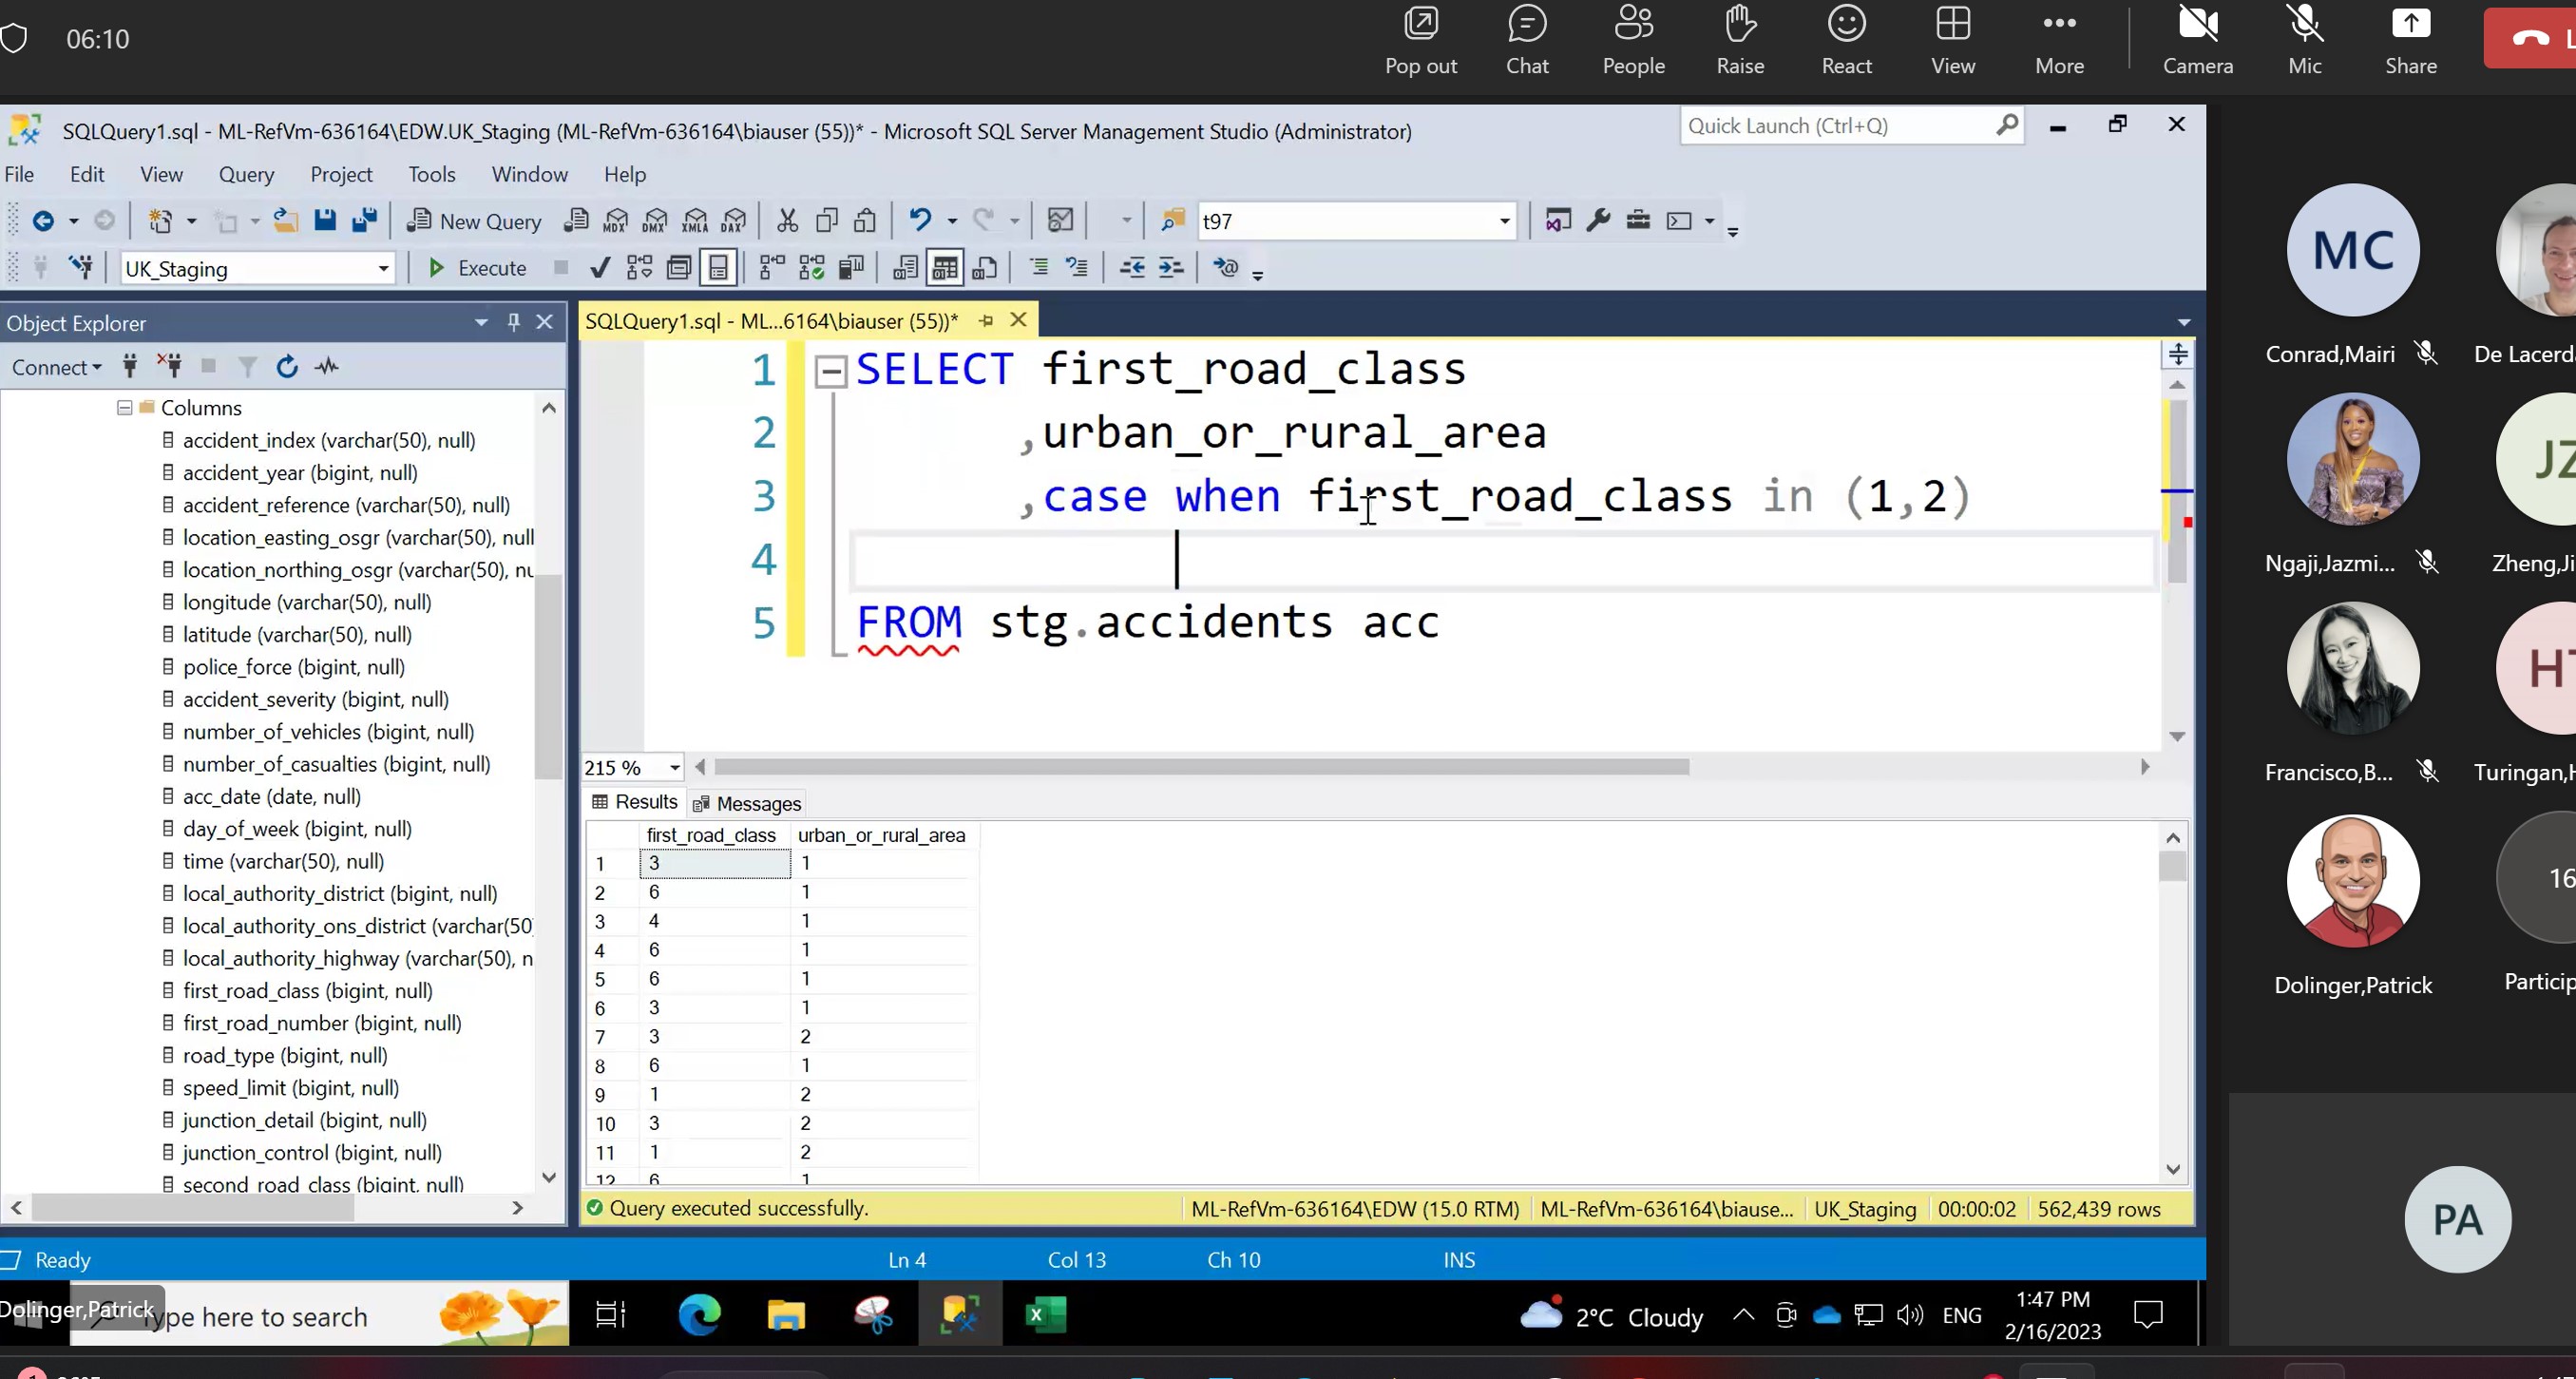 06:10
Pop out
Chat
People
Raise
React
View
More
Camera
Mic
Share
SQLQuery1.sql - ML-RefVm-636164\EDW.UK_Staging (ML-RefVm-636164\biauser (55))* - Microsoft SQL Server Management Studio (Administrator)
Quick Launch (Ctrl+Q)
File Edit View Query Project Tools Window Help
New Query
MDX DMX XMLA DAX
t97
UK_Staging
Execute
Object Explorer
Connect
Columns
accident_index (varchar(50), null)
accident_year (bigint, null)
accident_reference (varchar(50), null)
location_easting_osgr (varchar(50), null
location_northing_osgr (varchar(50), nu
longitude (varchar(50), null)
latitude (varchar(50), null)
police_force (bigint, null)
accident_severity (bigint, null)
number_of_vehicles (bigint, null)
number_of_casualties (bigint, null)
acc_date (date, null)
day_of_week (bigint, null)
time (varchar(50), null)
local_authority_district (bigint, null)
local_authority_ons_district (varchar(50)
local_authority_highway (varchar(50), n
first_road_class (bigint, null)
first_road_number (bigint, null)
road_type (bigint, null)
speed_limit (bigint, null)
junction_detail (bigint, null)
junction_control (bigint, null)
second_road_class (bigint, null)
SQLQuery1.sql - ML...6164\biauser (55))*
1 SELECT first_road_class
2 ,urban_or_rural_area
3 ,case when first_road_class in (1,2)
4
5 FROM stg.accidents acc
215 %
Results Messages
first_road_class urban_or_rural_area
1 3 1
2 6 1
3 4 1
4 6 1
5 6 1
6 3 1
7 3 2
8 6 1
9 1 2
10 3 2
11 1 2
12 6 1
Query executed successfully.
ML-RefVm-636164\EDW (15.0 RTM)
ML-RefVm-636164\biause...
UK_Staging
00:00:02
562,439 rows
Ready
Ln 4
Col 13
Ch 10
INS
Dolinger,Patrick
Type here to search
2°C Cloudy
ENG
1:47 PM
2/16/2023
MC
Conrad,Mairi
De Lacerd
Ngaji,Jazmi...
JZ
Zheng,Ji
Francisco,B...
HT
Turingan,H
Dolinger,Patrick
16
Particip
PA